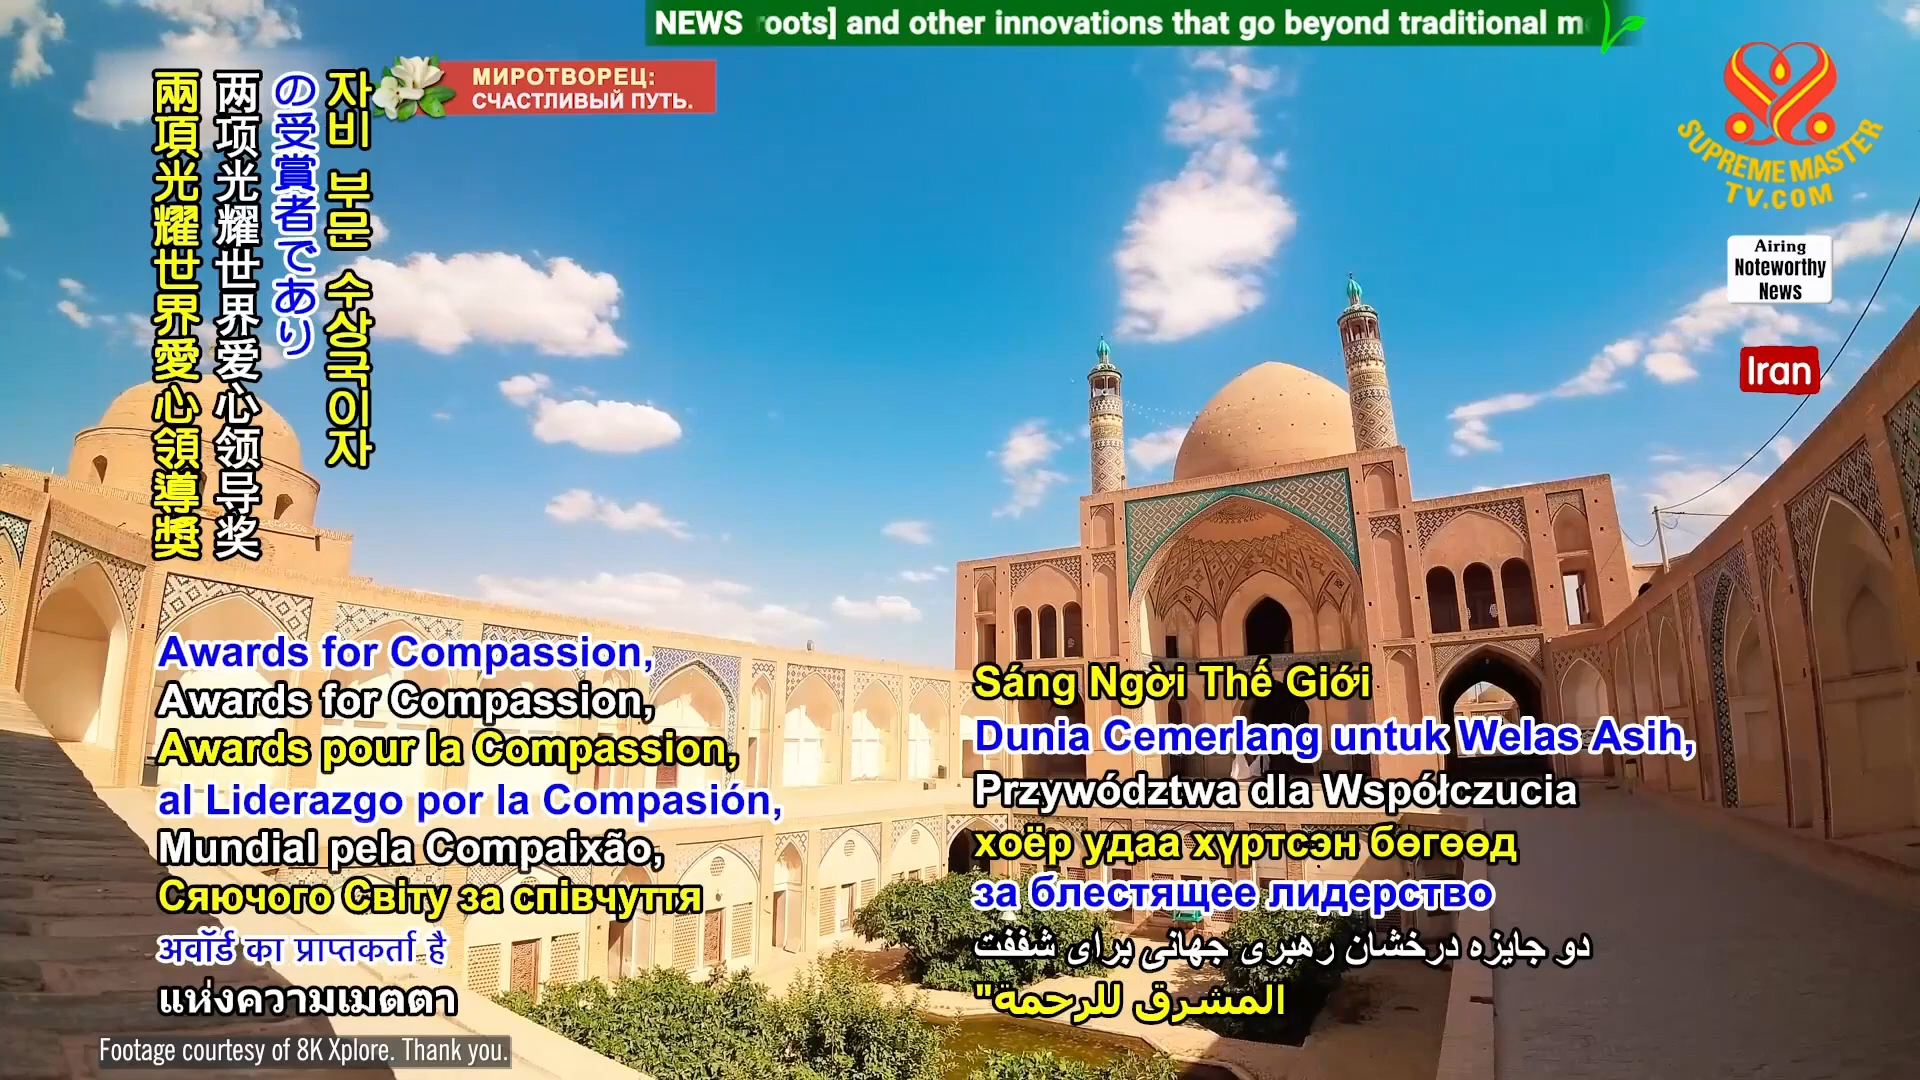 NEWS roots] and other innovations that go beyond traditional
МИРОТВОРЕЦ:
СЧАСТЛИВЫЙ ПУТЬ.
SUPREME MASTER
TV.COM
Airing
Noteworthy
News
Iran
자비 부문 수상국이자
の受賞者であり
两项光耀世界爱心领导奖
兩項光耀世界愛心領導獎
Awards for Compassion,
Awards for Compassion,
Awards pour la Compassion,
al Liderazgo por la Compasión,
Mundial pela Compaixão,
Сяючого Світу за співчуття
अवॉर्ड का प्राप्तकर्ता है
แห่งความเมตตา
Sáng Ngời Thế Giới
Dunia Cemerlang untuk Welas Asih,
Przywództwa dla Współczucia
хоёр удаа хүртсэн бөгөөд
за блестящее лидерство
دو جایزه درخشان رهبری جهانی برای شففت
المشرق للرحمة"
Footage courtesy of 8K Xplore. Thank you.